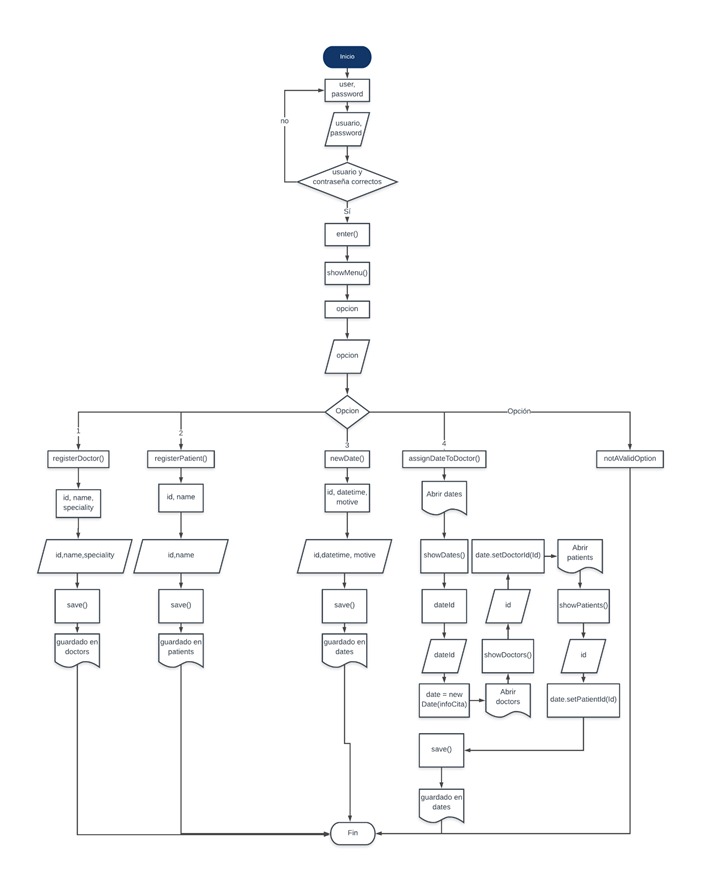 Inicio
user,
password
no
usuario,
password
usuario y
contraseña correctos
Sí
enter()
showMenu()
opcion
opcion
Opcion
Opción
1
2
3
4
registerDoctor()
registerPatient()
newDate()
assignDateToDoctor()
notAValidOption
id, name,
speciality
id, name
id, datetime,
motive
Abrir dates
id,name,speciality
id,name
id,datetime, motive
showDates()
date.setDoctorId(Id)
Abrir
patients
save()
save()
save()
dateId
id
showPatients()
guardado en
doctors
guardado en
patients
guardado en
dates
dateId
showDoctors()
id
date = new
Date(infoCita)
Abrir
doctors
date.setPatientId(Id)
save()
guardado en
dates
Fin